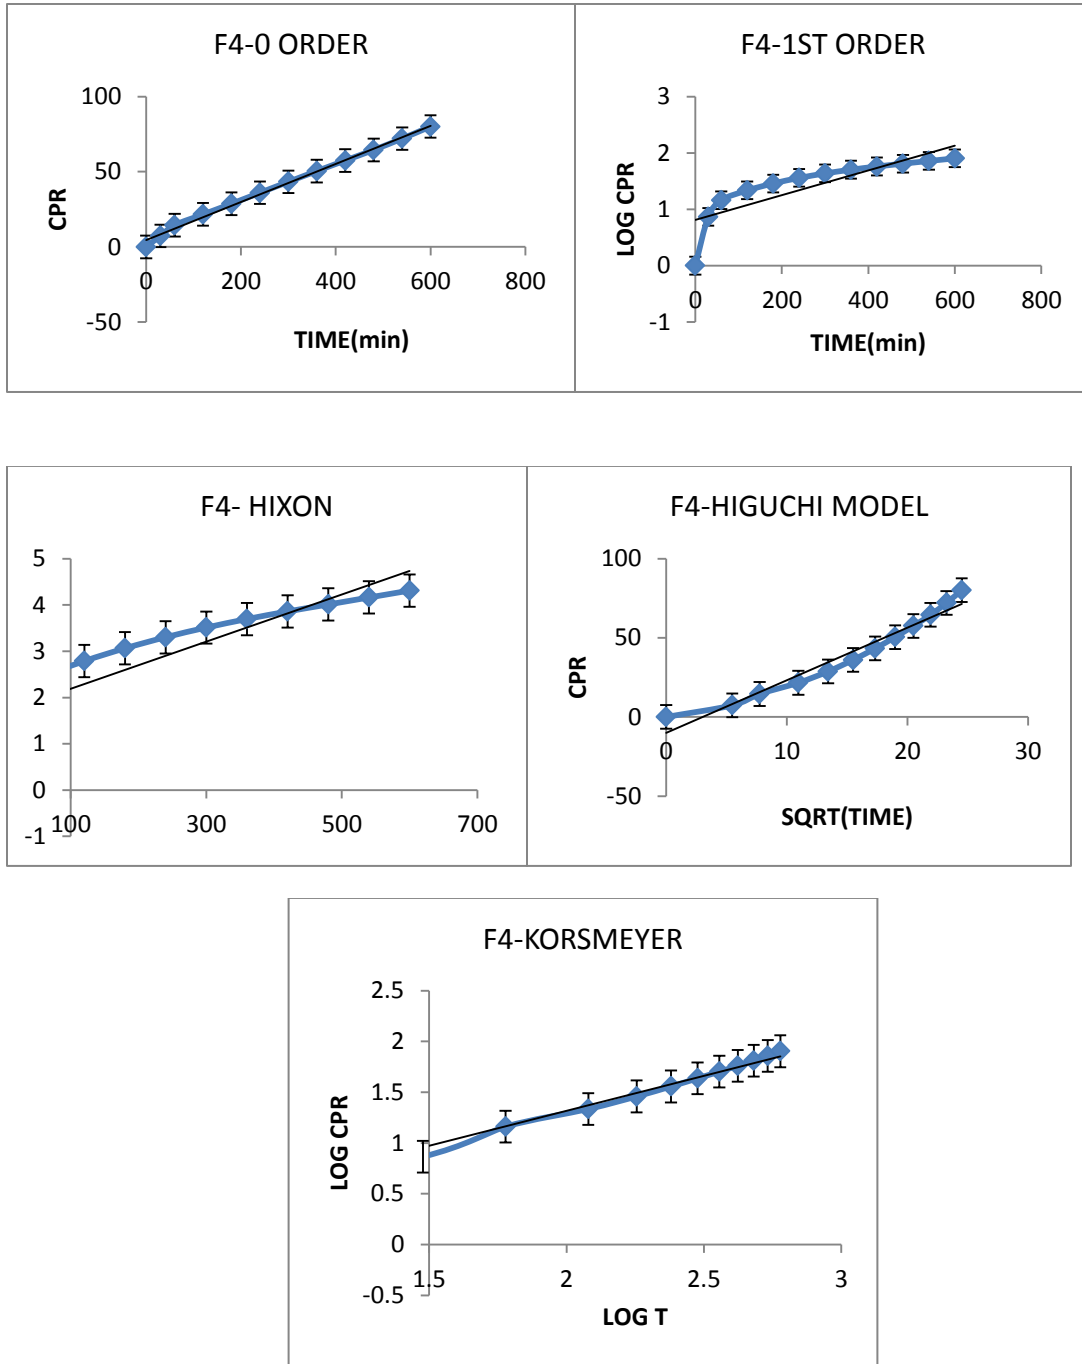 F4-0 ORDER
CPR
100
50
0
-50
0 200 400 600 800
TIME(min)
F4-1ST ORDER
LOG CPR
3
2
1
0
-1
0 200 400 600 800
TIME(min)
F4- HIXON
5
4
3
2
1
0
-1
100 300 500 700
F4-HIGUCHI MODEL
CPR
100
50
0
-50
0 10 20 30
SQRT(TIME)
F4-KORSMEYER
LOG CPR
2.5
2
1.5
1
0.5
0
-0.5
1.5 2 2.5 3
LOG T